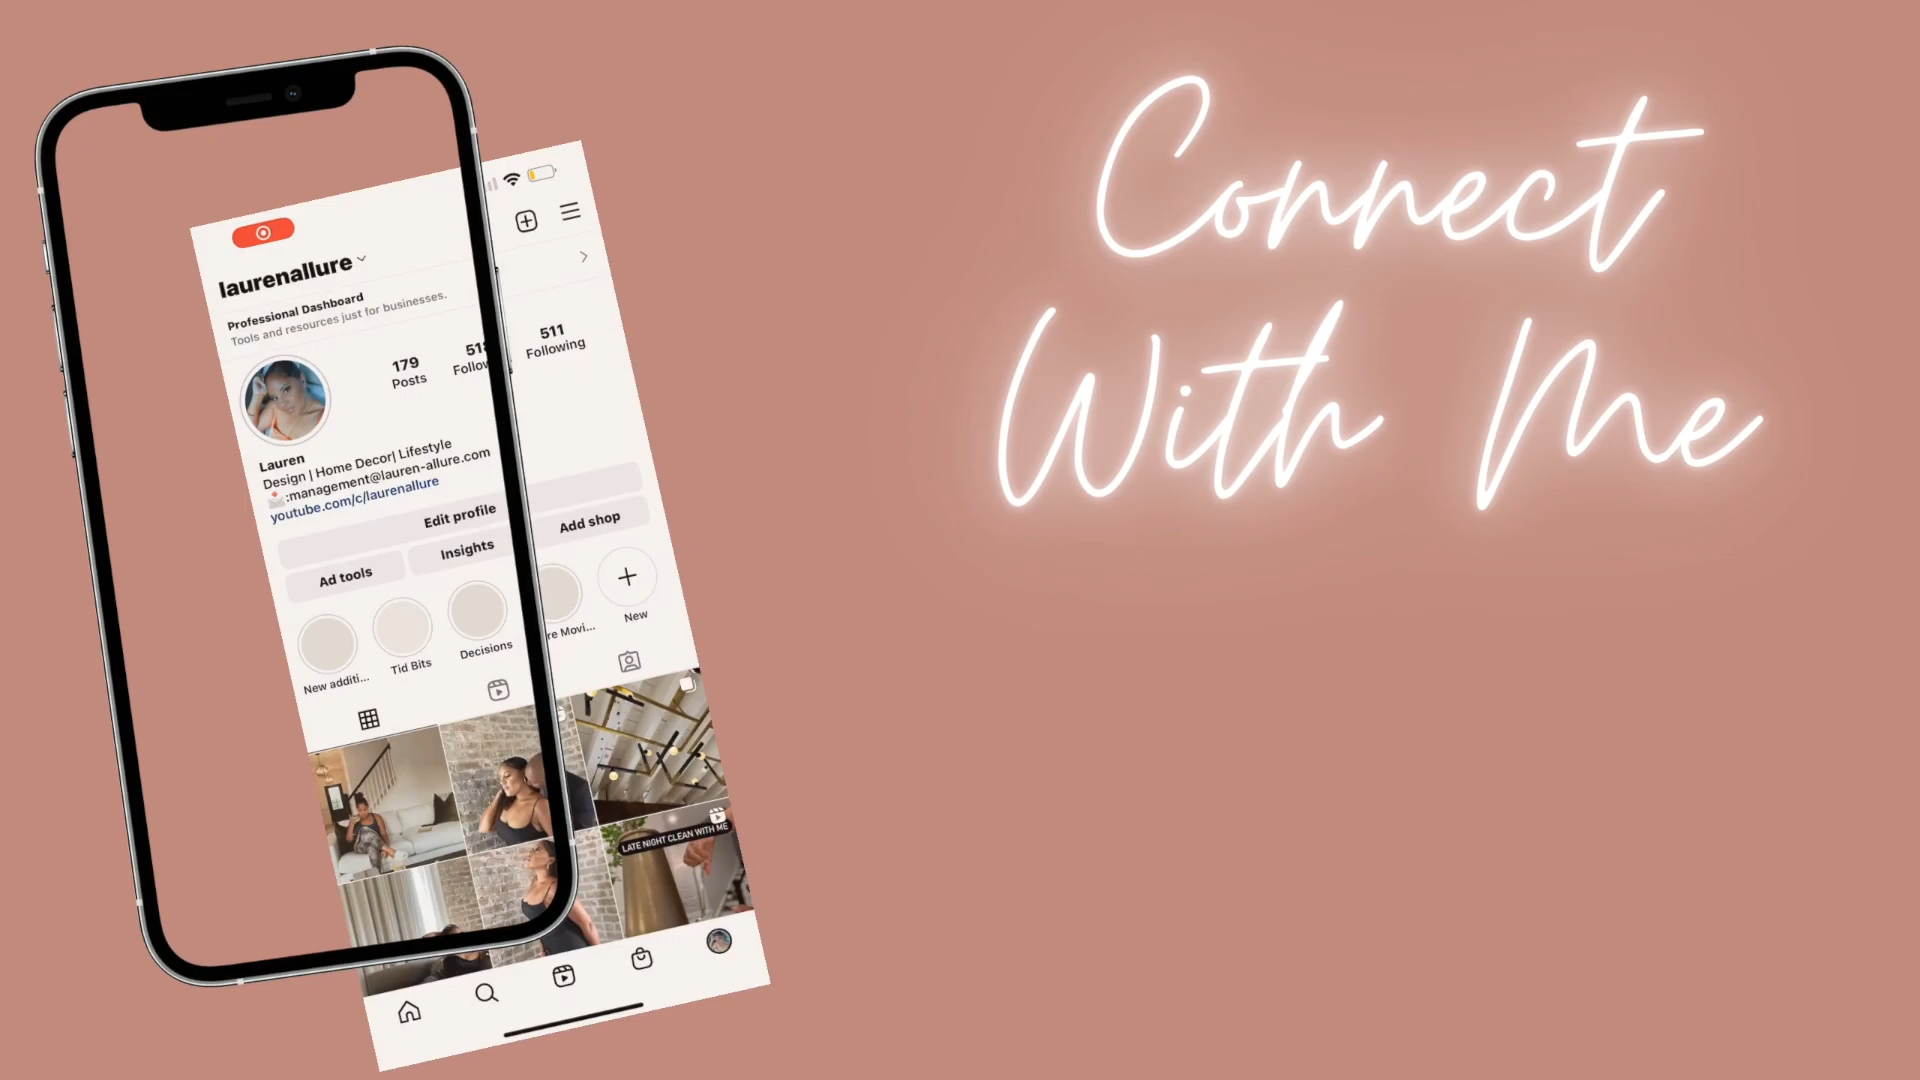 Connect
With Me
laurenallure
Professional Dashboard
Tools and resources just for businesses.
179
Posts
511
Following
Lauren
Design | Home Decor| Lifestyle
:management@lauren-allure.com
youtube.com/c/laurenallure
Edit profile
Ad tools
Insights
Add shop
New additi...
Tid Bits
Decisions
re Movi...
New
LATE NIGHT CLEAN WITH ME